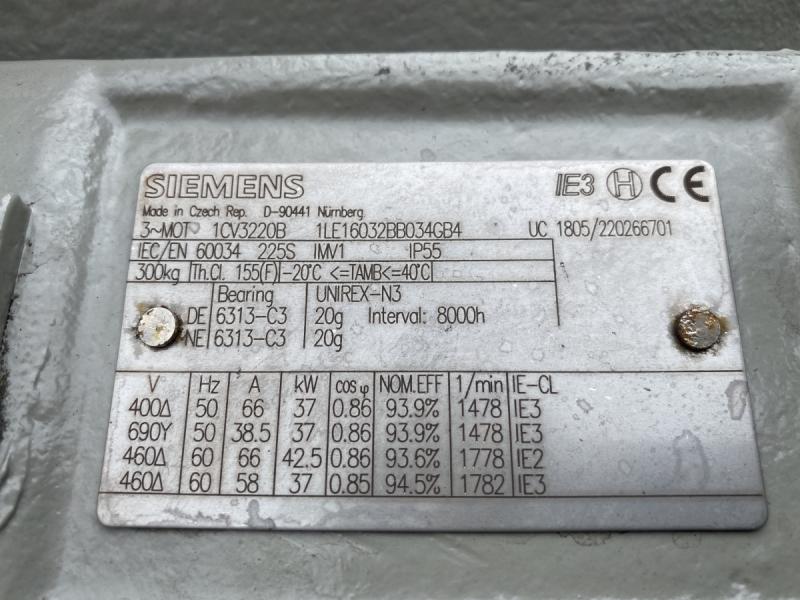 SIEMENS IE3 H CE
Made in Czech Rep. D-90441 Nürnberg
3~MOT 1CV3220B 1LE16032BB034GB4 UC 1805/220266701
IEC/EN 60034 225S IMV1 IP55
300kg Th.Cl. 155(F) -20°C <=TAMB<=40°C
Bearing UNIREX-N3
DE 6313-C3 20g Interval: 8000h
NE 6313-C3 20g
V Hz A kW cos φ NOM.EFF 1/min IE-CL
400Δ 50 66 37 0.86 93.9% 1478 IE3
690Y 50 38.5 37 0.86 93.9% 1478 IE3
460Δ 60 66 42.5 0.86 93.6% 1778 IE2
460Δ 60 58 37 0.85 94.5% 1782 IE3